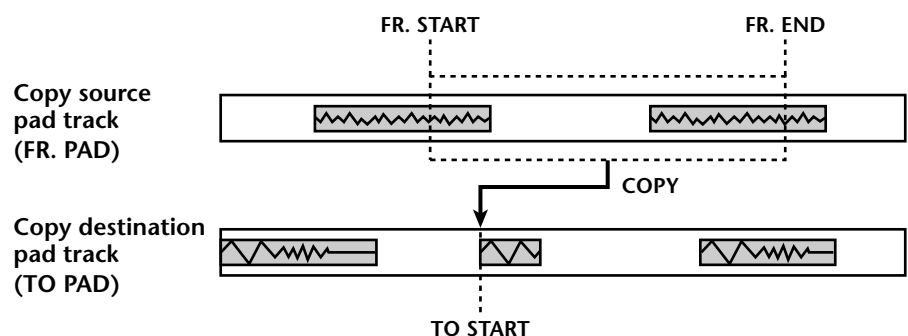 FR. START
FR. END
Copy source
pad track
(FR. PAD)
COPY
Copy destination
pad track
(TO PAD)
TO START